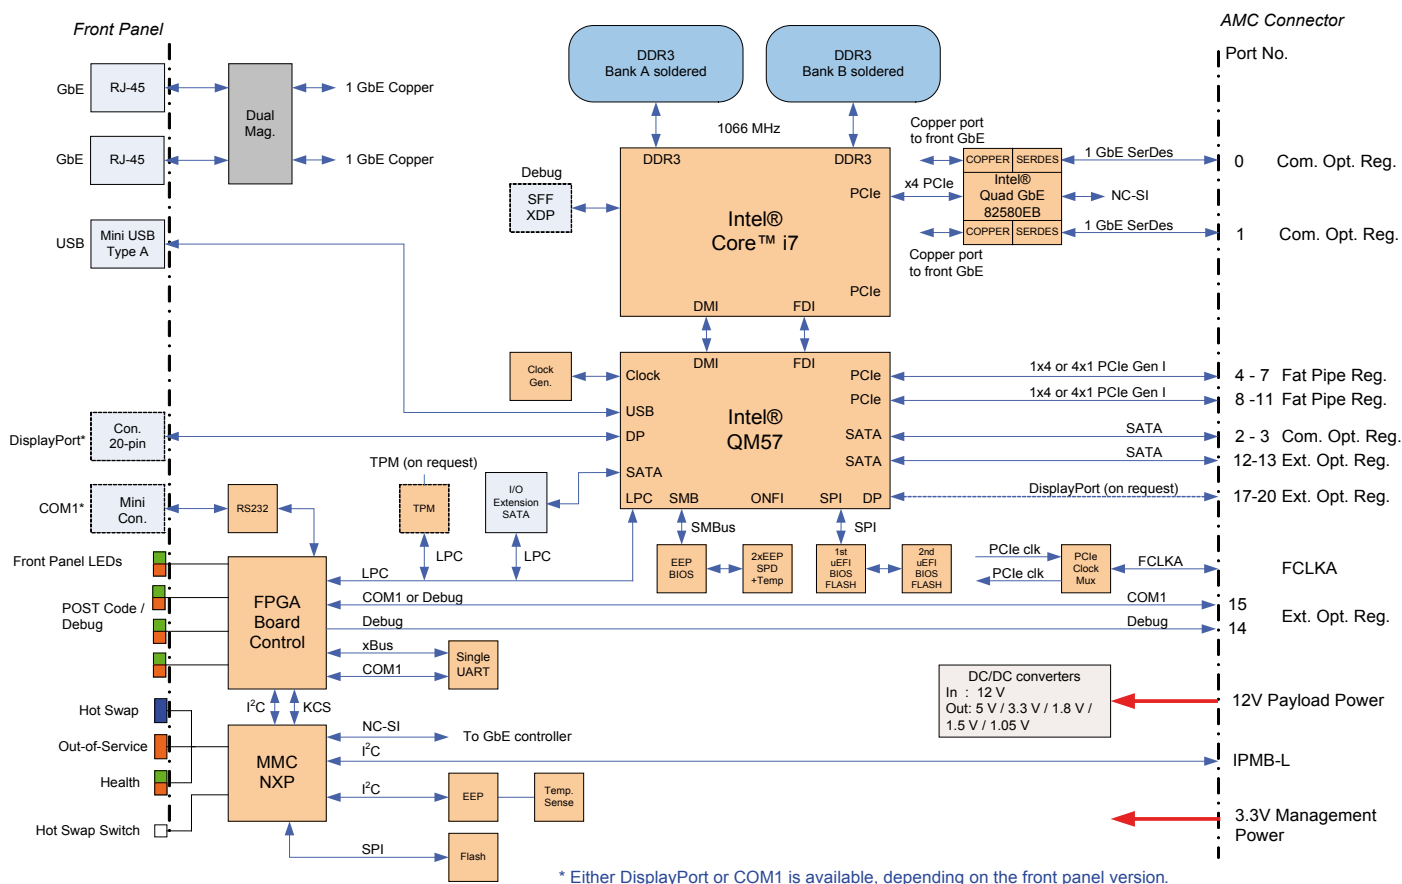 Front Panel
AMC Connector
Port No.
GbE
RJ-45
Dual
Mag.
1 GbE Copper
GbE
RJ-45
1 GbE Copper
USB
Mini USB
Type A
DDR3
Bank A soldered
DDR3
Bank B soldered
1066 MHz
DDR3
DDR3
Intel®
Core™ i7
PCIe
PCIe
DMI
FDI
Debug
SFF
XDP
x4 PCIe
Copper port
to front GbE
COPPER
SERDES
Intel®
Quad GbE
82580EB
COPPER
SERDES
Copper port
to front GbE
1 GbE SerDes
NC-SI
1 GbE SerDes
0 Com. Opt. Reg.
1 Com. Opt. Reg.
Clock
Gen.
DMI
FDI
Clock
USB
DP
SATA
LPC
SMB
ONFI
SPI
DP
Intel®
QM57
PCIe
PCIe
SATA
SATA
1x4 or 4x1 PCIe Gen I
4 - 7 Fat Pipe Reg.
1x4 or 4x1 PCIe Gen I
8 -11 Fat Pipe Reg.
SATA
2 - 3 Com. Opt. Reg.
SATA
12-13 Ext. Opt. Reg.
DisplayPort (on request)
17-20 Ext. Opt. Reg.
DisplayPort*
Con.
20-pin
COM1*
Mini
Con.
RS232
TPM (on request)
TPM
LPC
I/O
Extension
SATA
LPC
SMBus
EEP
BIOS
2xEEP
SPD
+Temp
SPI
1st
uEFI
BIOS
FLASH
2nd
uEFI
BIOS
FLASH
PCIe clk
PCIe clk
PCIe
Clock
Mux
FCLKA
FCLKA
Front Panel LEDs
POST Code /
Debug
FPGA
Board
Control
LPC
COM1 or Debug
COM1
15
Debug
Debug
14
Ext. Opt. Reg.
xBus
COM1
Single
UART
I²C
KCS
Hot Swap
Out-of-Service
Health
Hot Swap Switch
MMC
NXP
NC-SI
To GbE controller
I²C
IPMB-L
I²C
EEP
Temp.
Sense
SPI
Flash
DC/DC converters
In : 12 V
Out: 5 V / 3.3 V / 1.8 V /
1.5 V / 1.05 V
12V Payload Power
3.3V Management
Power
* Either DisplayPort or COM1 is available, depending on the front panel version.